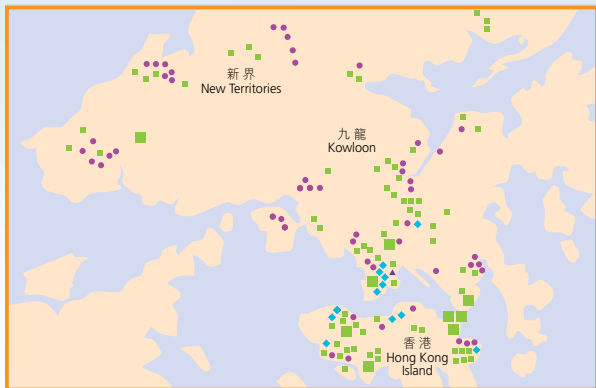 新界
New Territories
九龍
Kowloon
香港
Hong Kong
Island